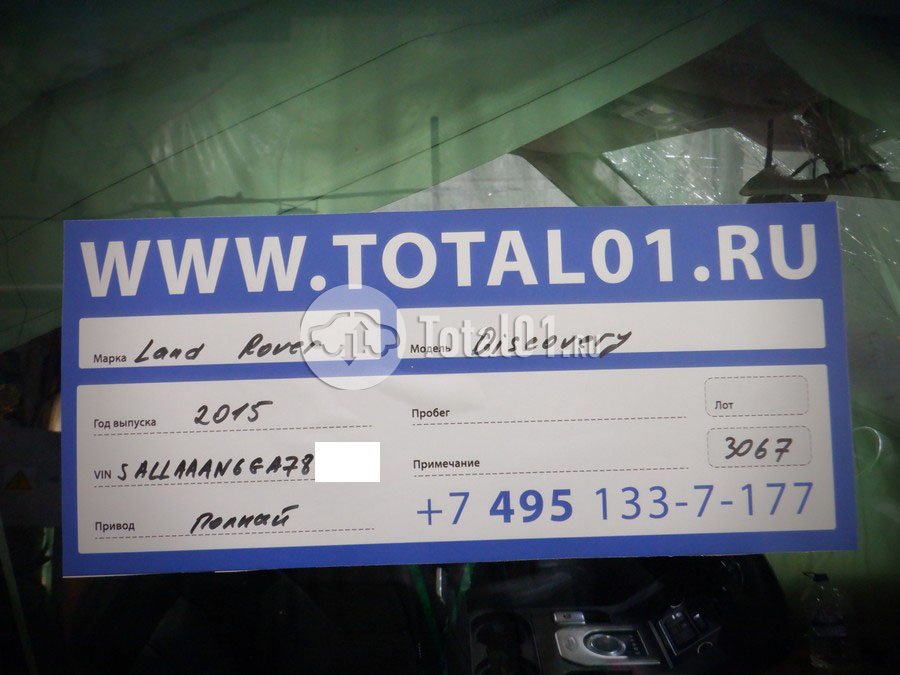 WWW.TOTAL01.RU
Марка Land Rover Модель Discovery
Total01.RU
Год выпуска 2015 Пробег Лот
VIN SALLAAAN6GA78 Примечание 3067
Привод полный +7 495 133-7-177